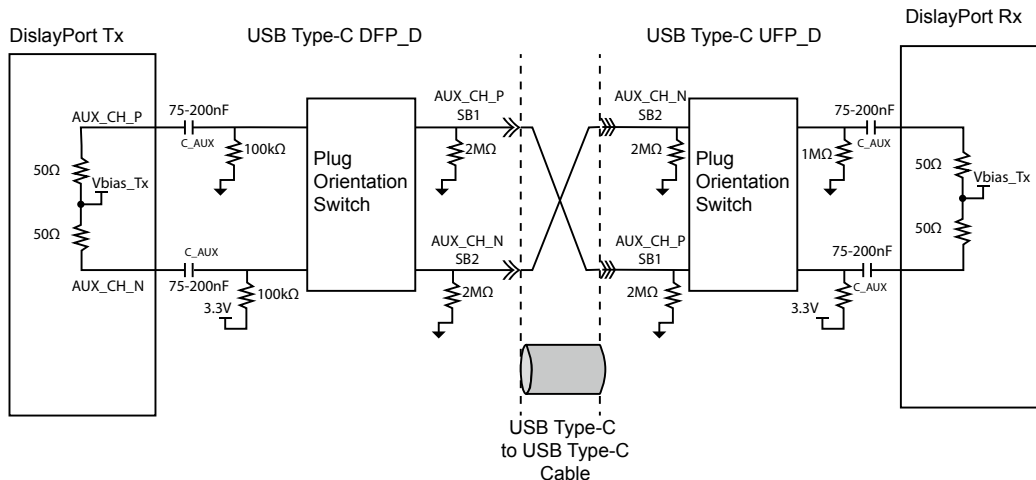 DislayPort Tx
USB Type-C DFP_D
USB Type-C UFP_D
DislayPort Rx
AUX_CH_P
75-200nF
C_AUX
100kΩ
50Ω
Vbias_Tx
50Ω
C_AUX
75-200nF
AUX_CH_N
100kΩ
3.3V
Plug
Orientation
Switch
AUX_CH_P
SB1
2MΩ
AUX_CH_N
SB2
2MΩ
AUX_CH_N
SB2
2MΩ
AUX_CH_P
SB1
2MΩ
Plug
Orientation
Switch
75-200nF
C_AUX
1MΩ
50Ω
Vbias_Tx
50Ω
75-200nF
C_AUX
3.3V
USB Type-C
to USB Type-C
Cable